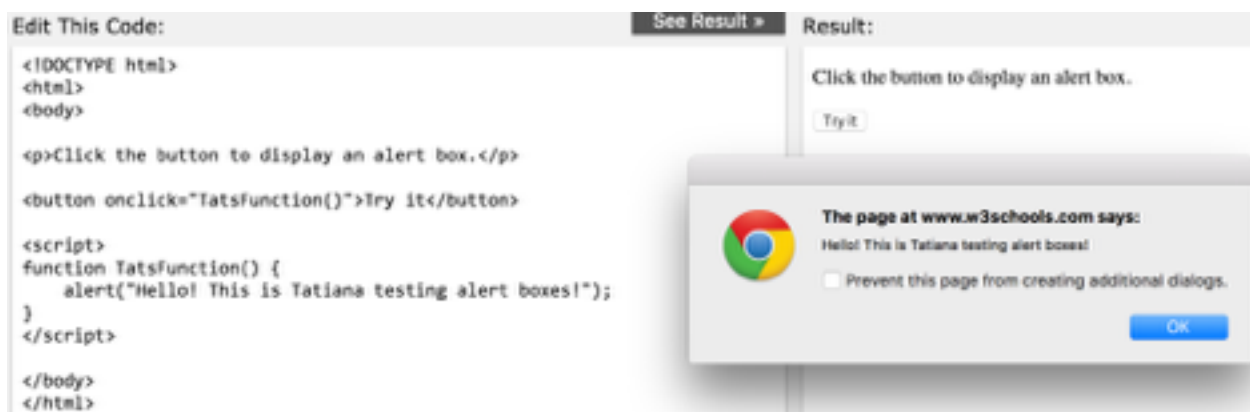 Edit This Code:
See Result »
Result:
<!DOCTYPE html>
<html>
<body>
<p>Click the button to display an alert box.</p>
<button onclick="TatsFunction()">Try it</button>
<script>
function TatsFunction() {
    alert("Hello! This is Tatiana testing alert boxes!");
}
</script>
</body>
</html>
Click the button to display an alert box.
Try it
The page at www.w3schools.com says:
Hello! This is Tatiana testing alert boxes!
Prevent this page from creating additional dialogs.
OK